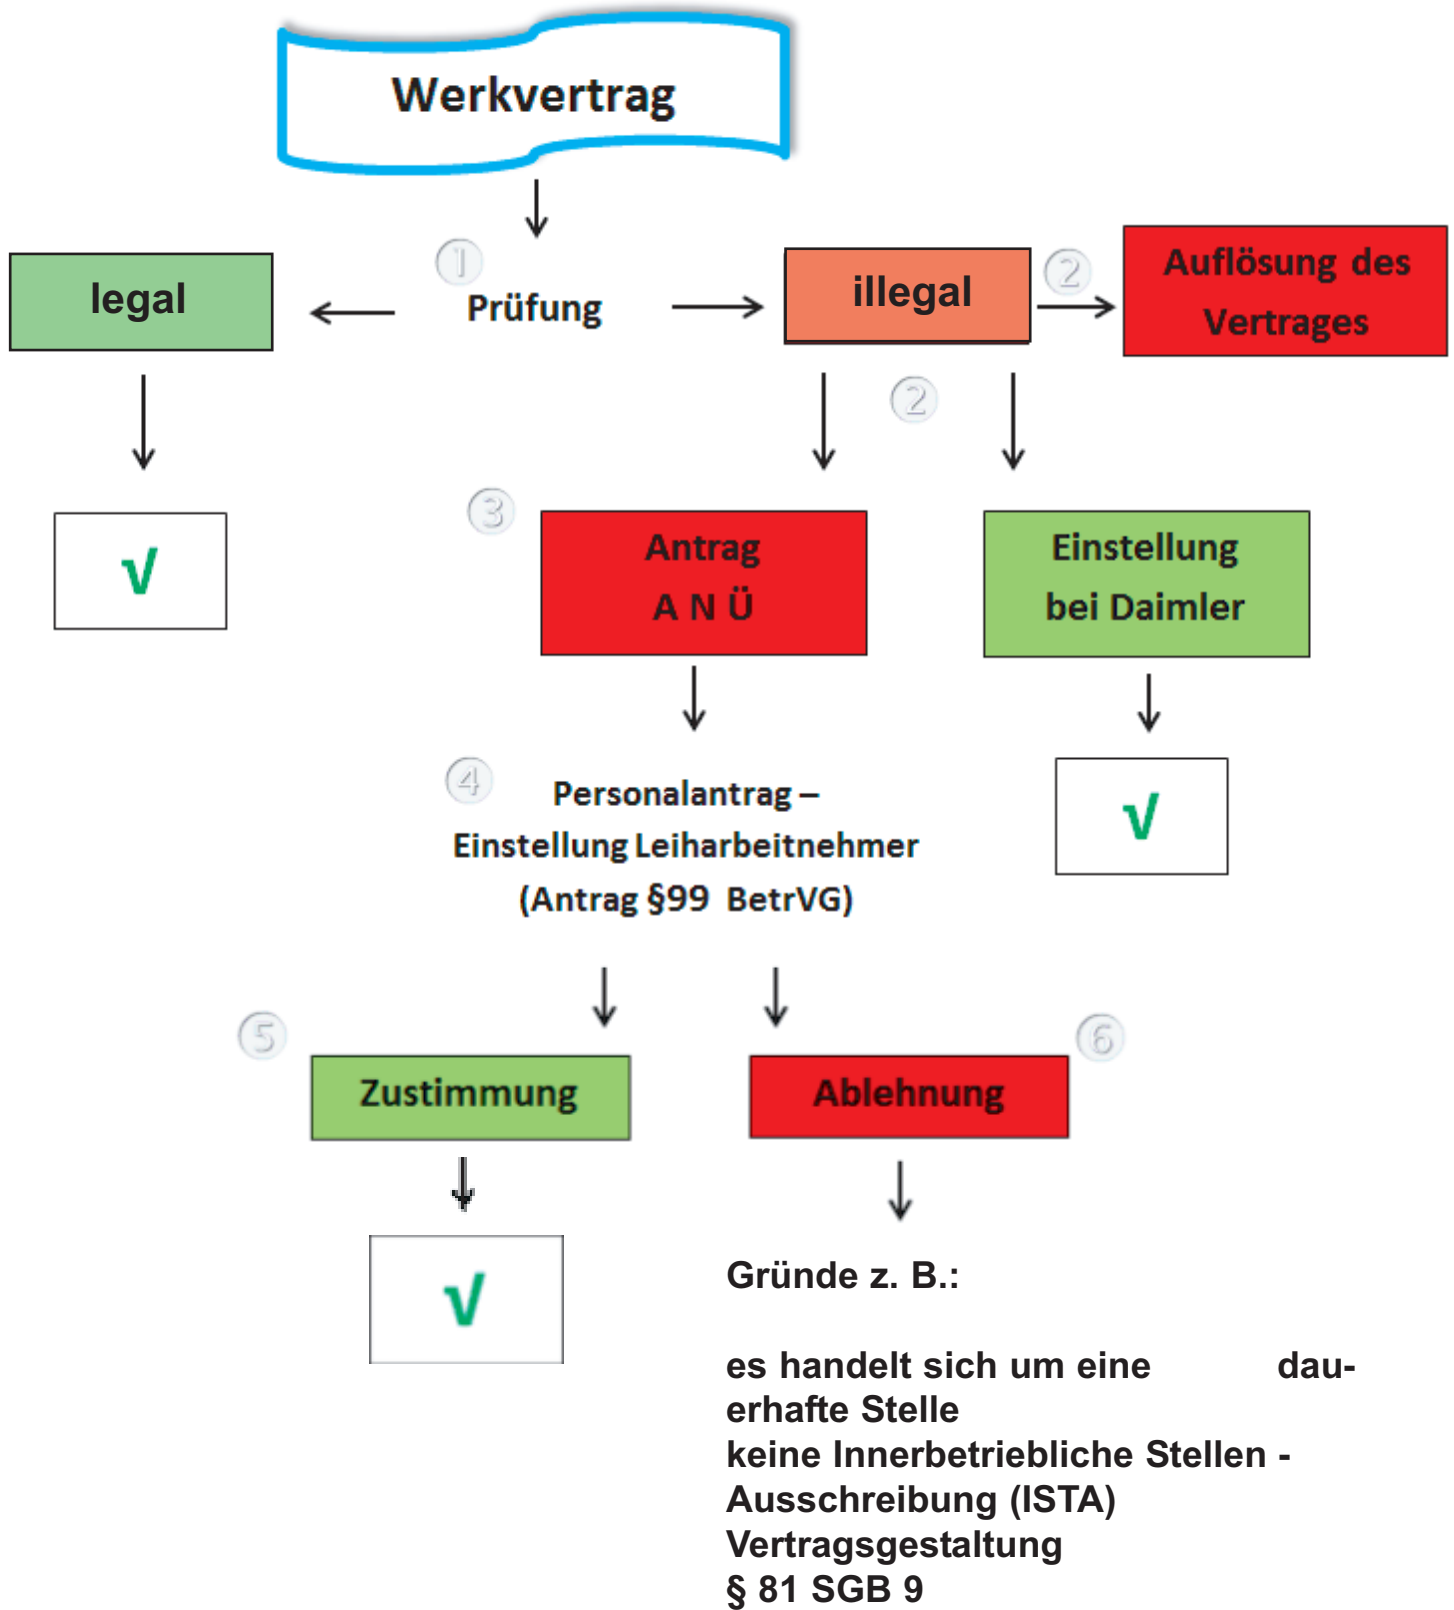 Werkvertrag
①
Prüfung
legal
illegal
②
Auflösung des
Vertrages
②
√
③
Antrag
A N Ü
Einstellung
bei Daimler
④
Personalantrag –
Einstellung Leiharbeitnehmer
(Antrag §99 BetrVG)
√
⑤
Zustimmung
⑥
Ablehnung
√
Gründe z. B.:
es handelt sich um eine dau-
erhafte Stelle
keine Innerbetriebliche Stellen -
Ausschreibung (ISTA)
Vertragsgestaltung
§ 81 SGB 9